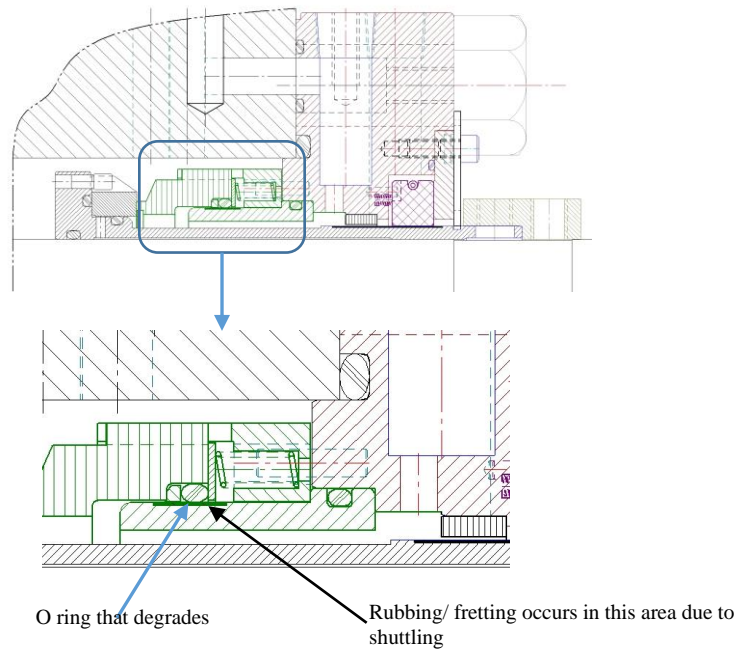 O ring that degrades
Rubbing/ fretting occurs in this area due to
shuttling